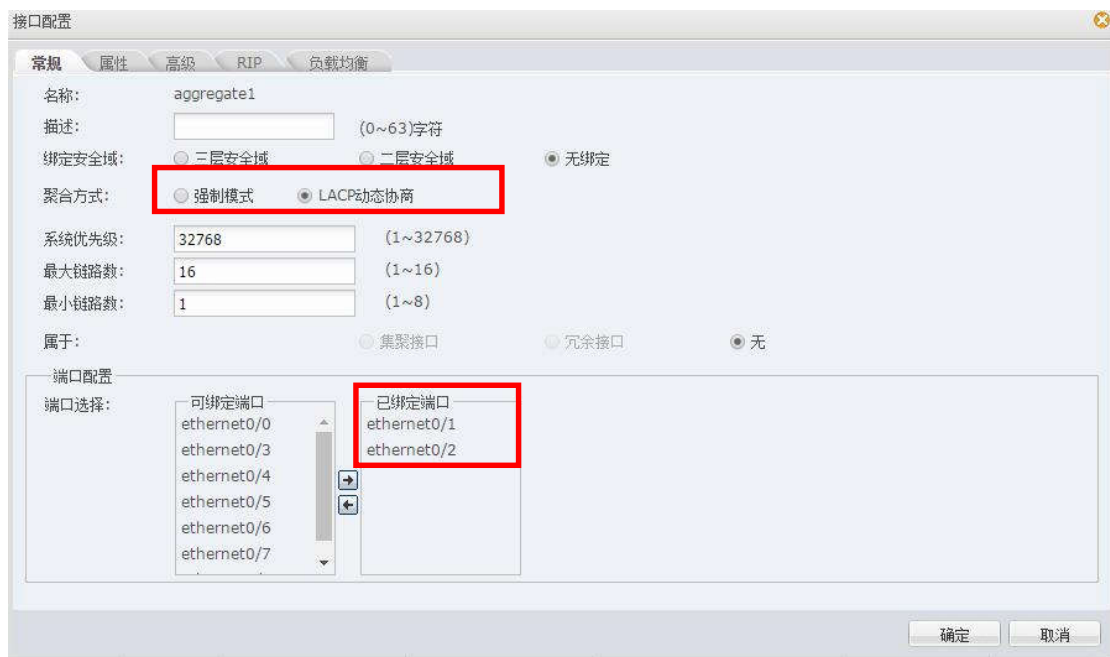 接口配置
常规 属性 高级 RIP 负载均衡
名称: aggregate1
描述: (0~63)字符
绑定安全域: 三层安全域 二层安全域 无绑定
聚合方式: 强制模式 LACP动态协商
系统优先级: 32768 (1~32768)
最大链路数: 16 (1~16)
最小链路数: 1 (1~8)
属于: 集聚接口 冗余接口 无
端口配置
端口选择: 可绑定端口 已绑定端口
ethernet0/0 ethernet0/1
ethernet0/3 ethernet0/2
ethernet0/4
ethernet0/5
ethernet0/6
ethernet0/7
确定 取消